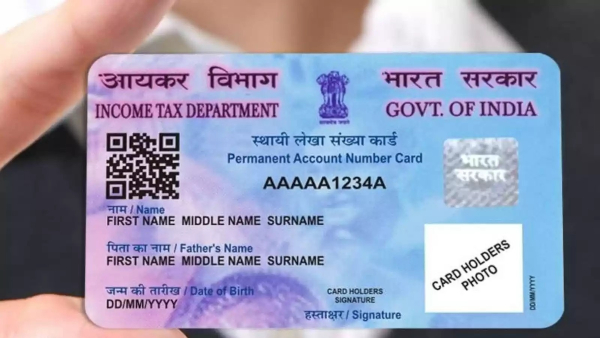 आयकर विभाग
भारत सरकार
INCOME TAX DEPARTMENT
GOVT. OF INDIA
स्थायी लेखा संख्या कार्ड
Permanent Account Number Card
AAAAA1234A
भारत
सरकार
नाम / Name
FIRST NAME MIDDLE NAME SURNAME
पिता का नाम / Father's Name
FIRST NAME MIDDLE NAME SURNAME
जन्म की तारीख / Date of Birth
DD/MM/YYYY
CARD HOLDERS
SIGNATURE
हस्ताक्षर / Signature
CARD HOLDERS
PHOTO
DD/MM/YYYY